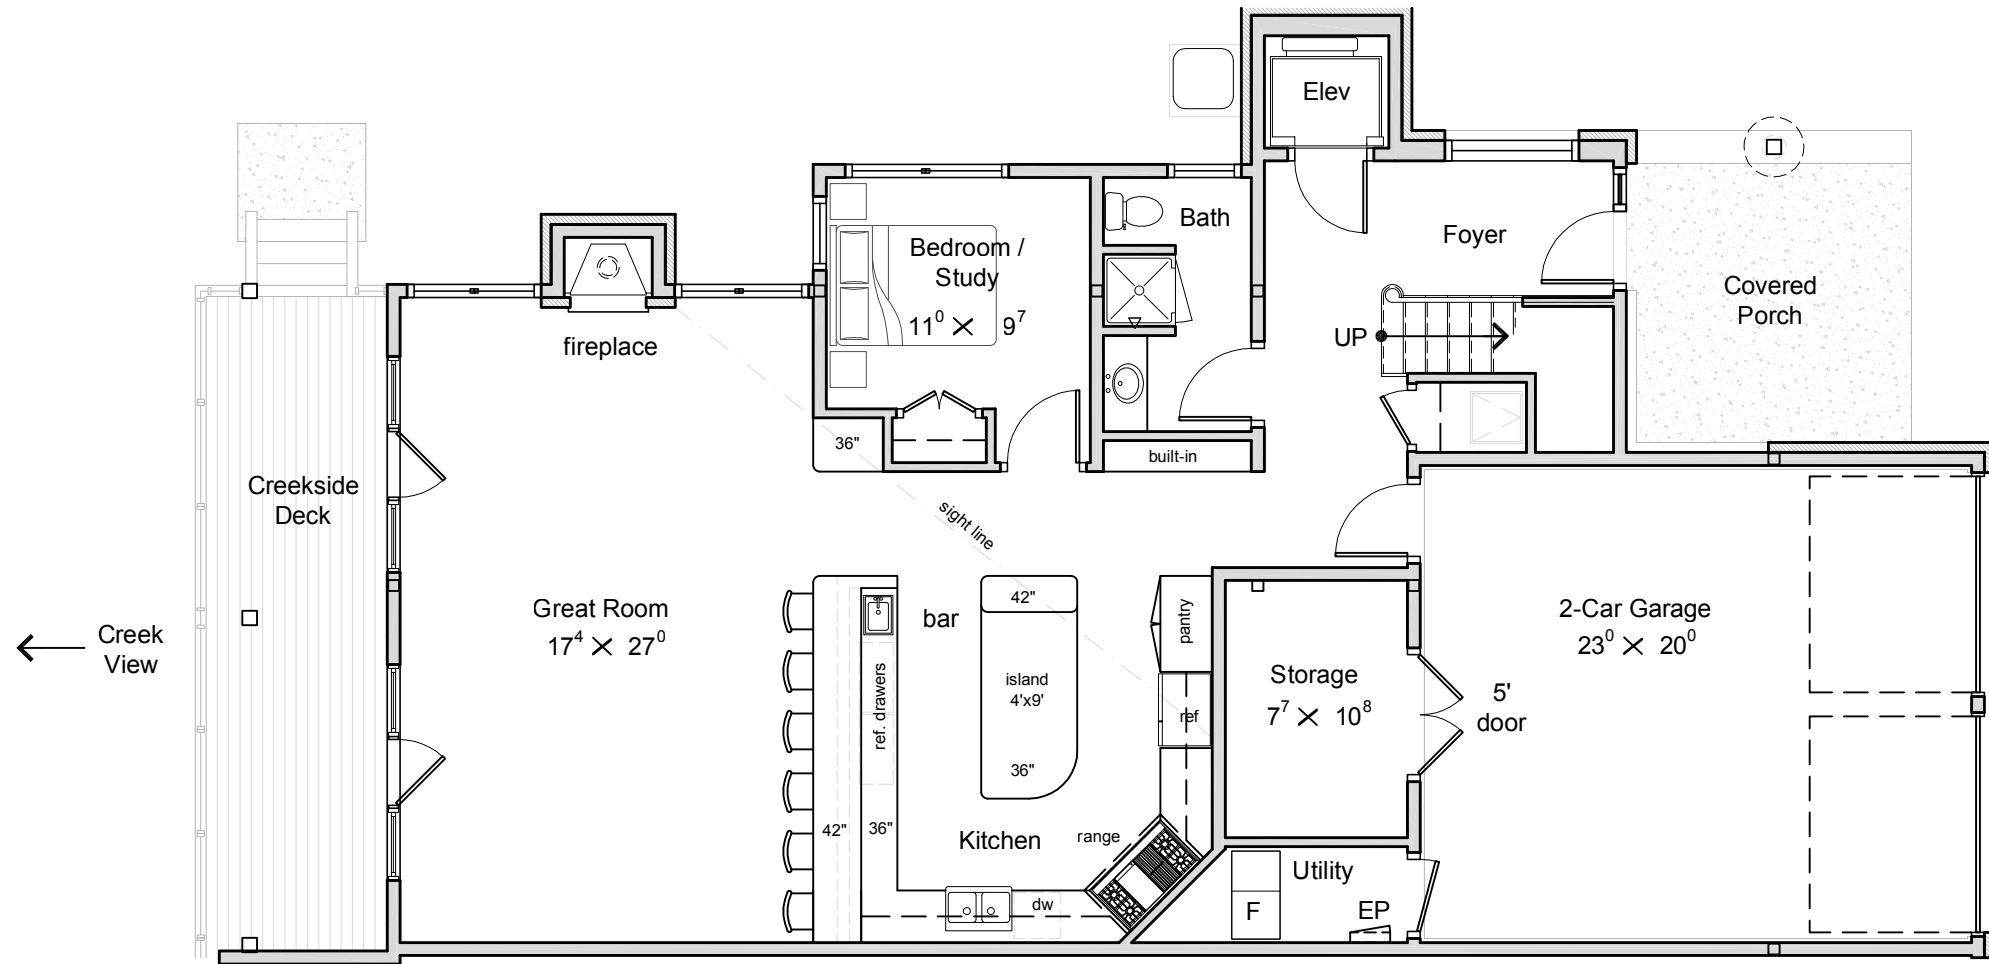 Elev
Bath
Foyer
Bedroom /
Study
11⁰ X 9⁷
Covered
Porch
fireplace
UP
36"
built-in
Creekside
Deck
sight line
Great Room
17⁴ X 27⁰
bar
42"
pantry
2-Car Garage
23⁰ X 20⁰
Creek
View
island
4'x9'
ref. drawers
Storage
7⁷ X 10⁸
5'
door
ref
36"
42"
36"
Kitchen
range
Utility
dw
F
EP